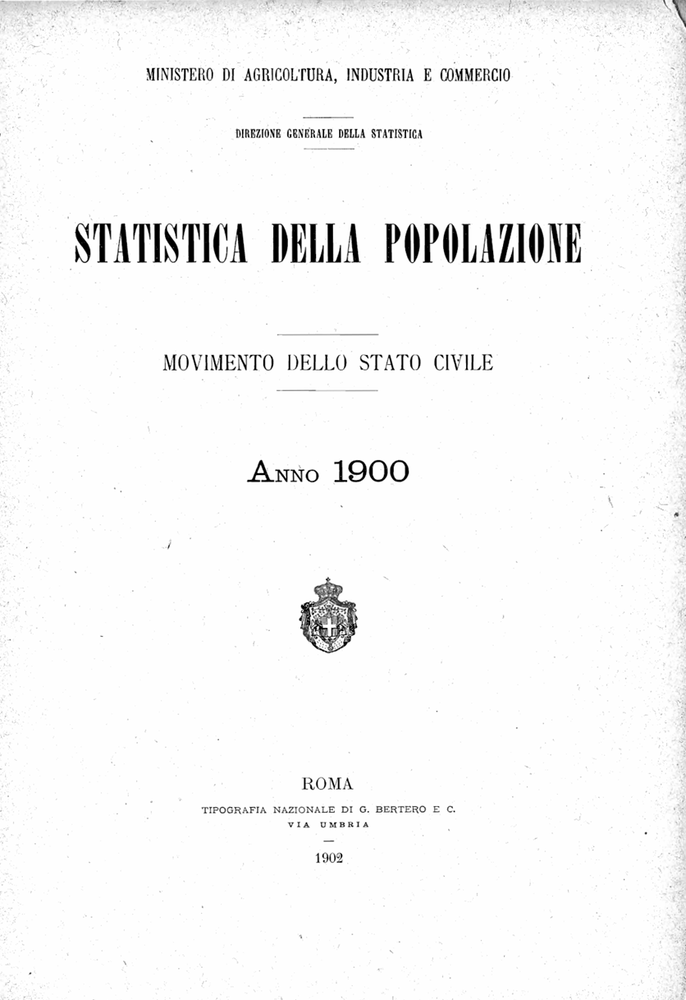 MINISTERO DI AGRICOLTURA, INDUSTRIA E COMMERCIO
DIREZIONE GENERALE DELLA STATISTICA
STATISTICA DELLA POPOLAZIONE
MOVIMENTO DELLO STATO CIVILE
ANNO 1900
ROMA
TIPOGRAFIA NAZIONALE DI G. BERTERO E C.
VIA UMBRIA
1902